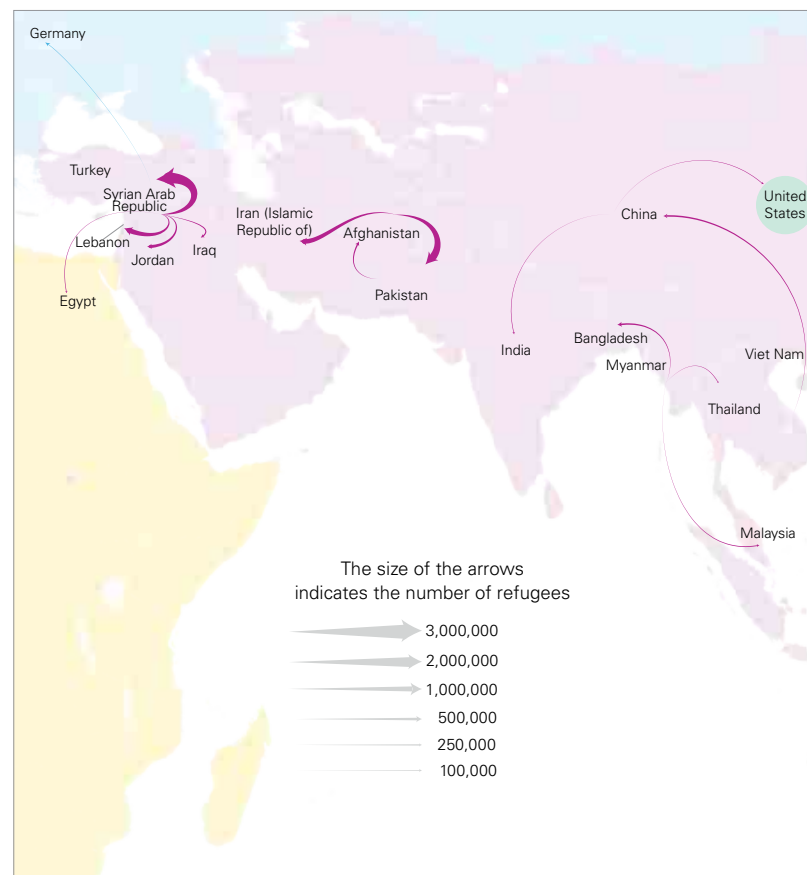 Germany
Turkey
Syrian Arab
Republic
Lebanon
Jordan
Iraq
Egypt
Iran (Islamic
Republic of)
Afghanistan
Pakistan
China
United
States
India
Bangladesh
Myanmar
Viet Nam
Thailand
Malaysia
The size of the arrows
indicates the number of refugees
3,000,000
2,000,000
1,000,000
500,000
250,000
100,000